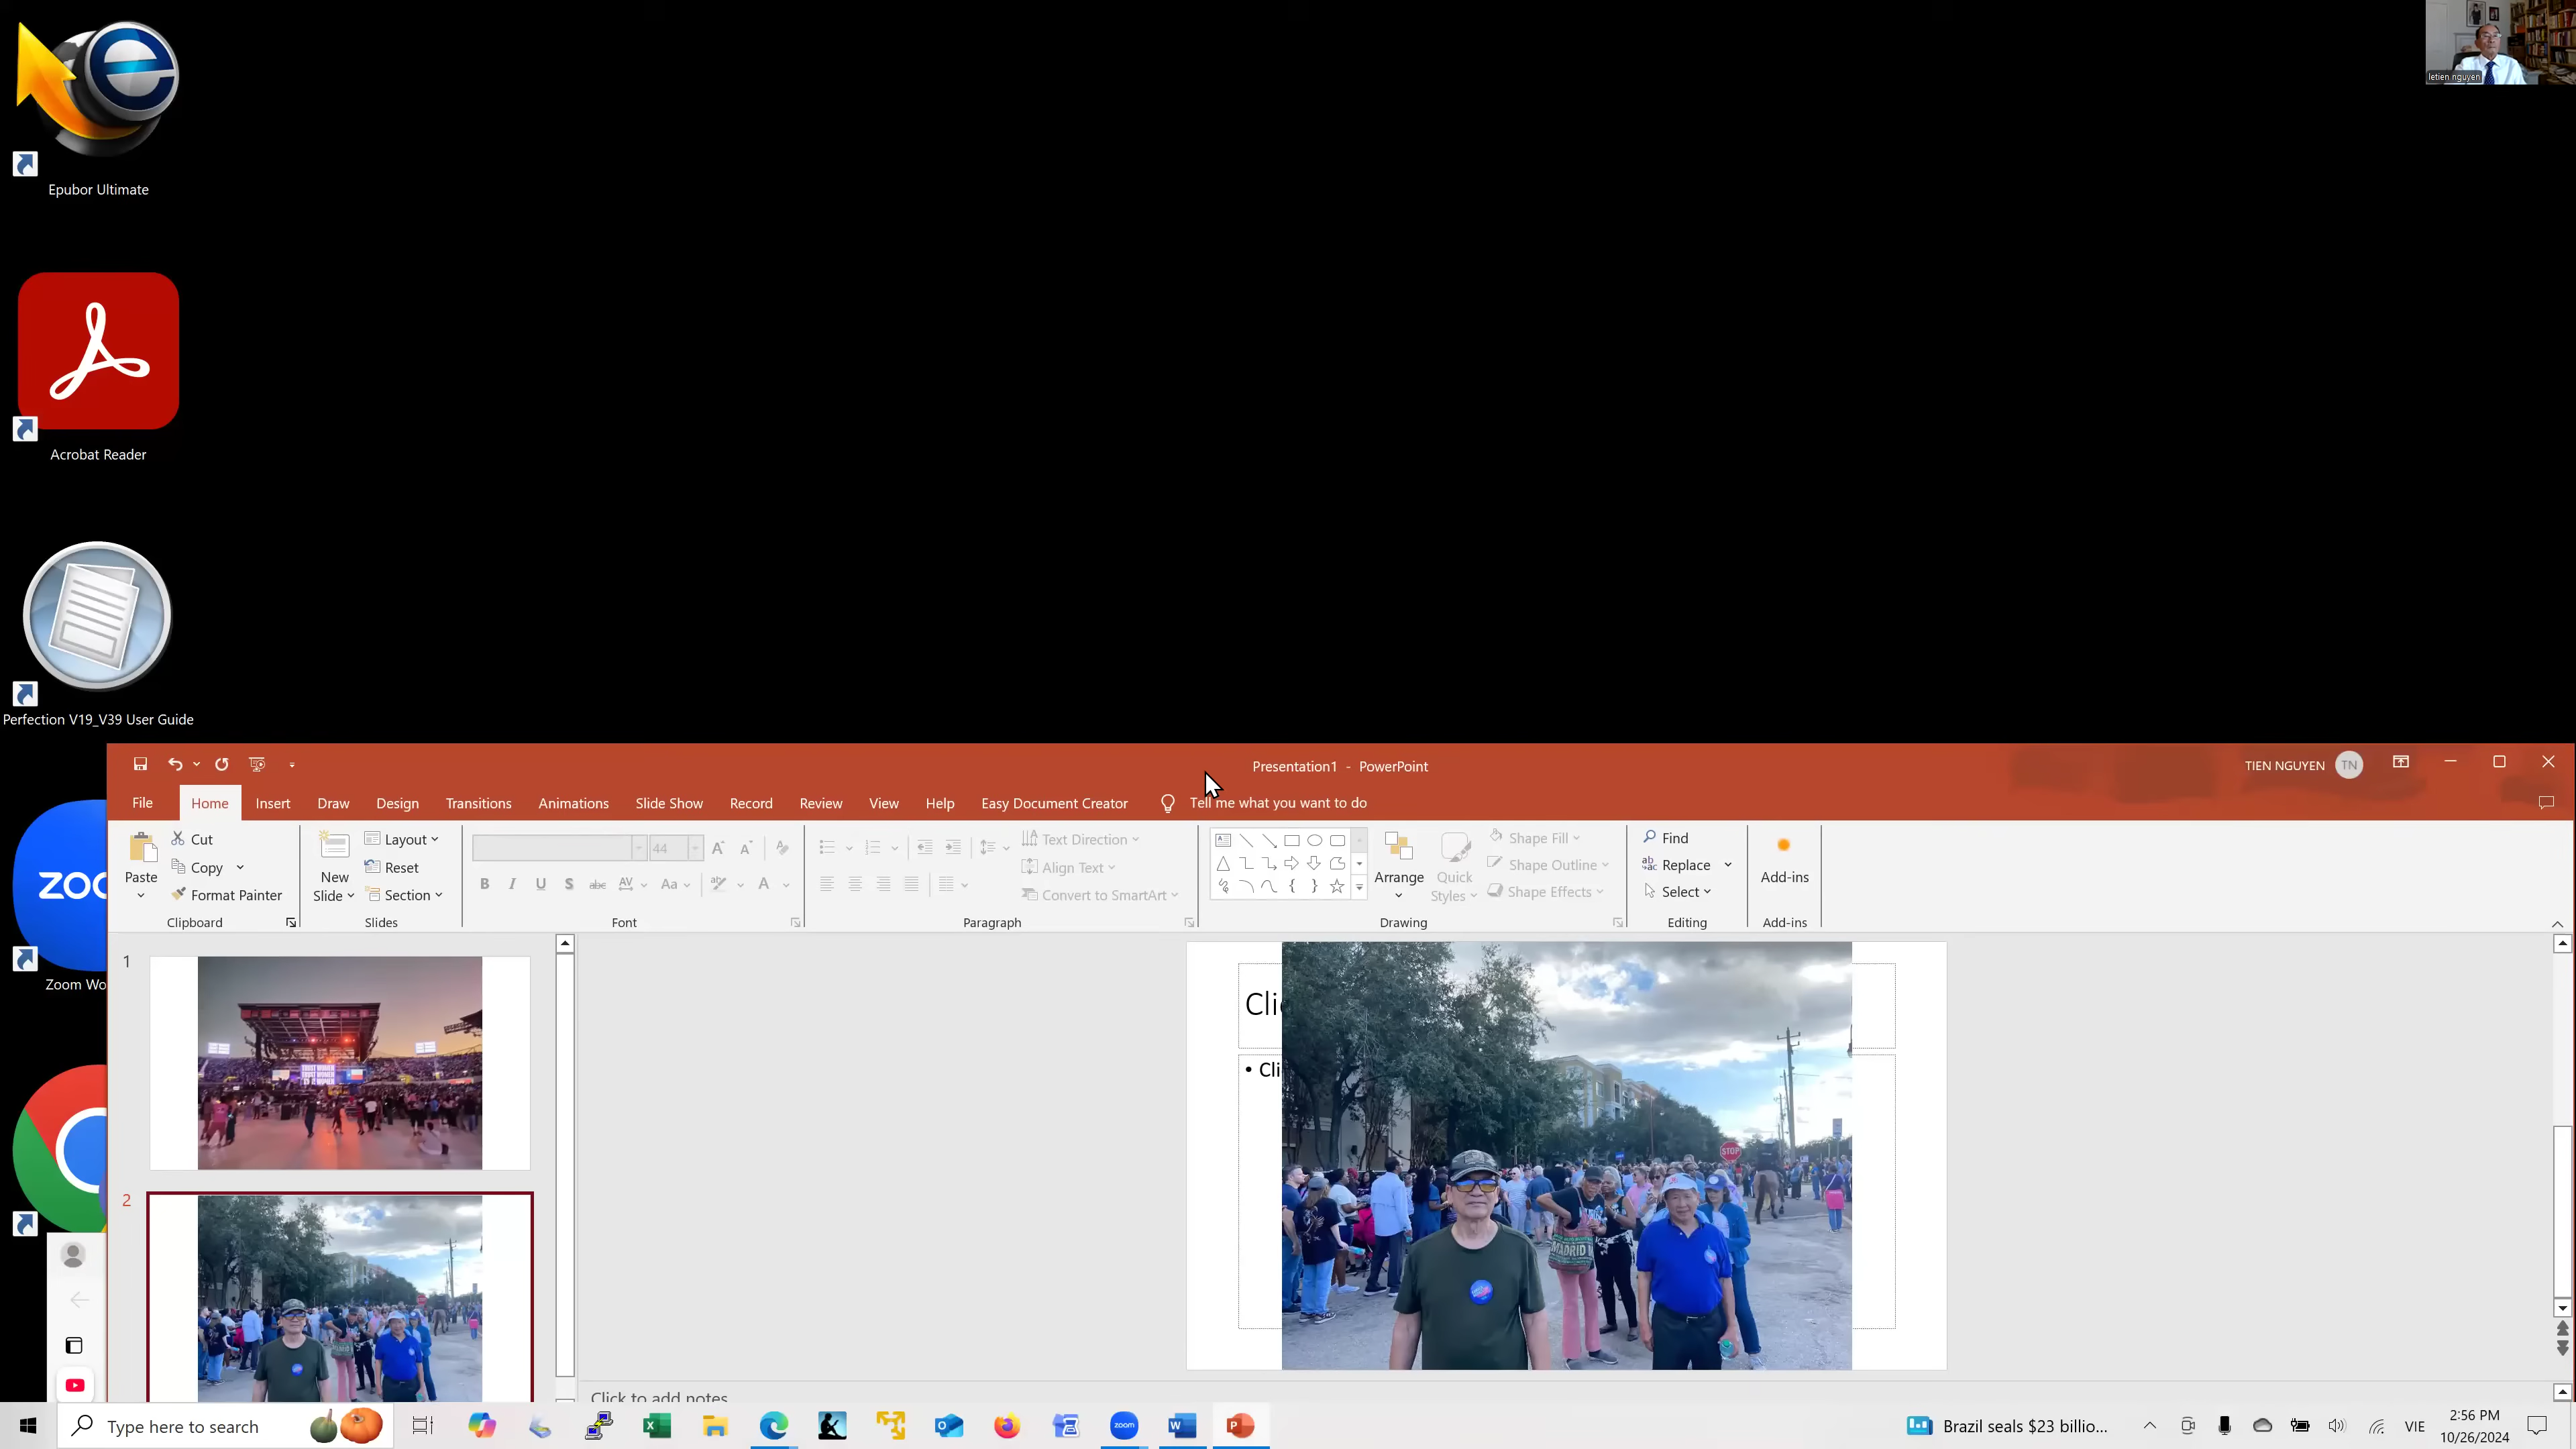 letien nguyen
Epubor Ultimate
Acrobat Reader
Perfection V19_V39 User Guide
Zoom Wo
Presentation1 - PowerPoint
TIEN NGUYEN TN
File Home Insert Draw Design Transitions Animations Slide Show Record Review View Help Easy Document Creator Tell me what you want to do
Paste
Cut
Copy
Format Painter
Clipboard
New
Slide
Layout
Reset
Section
Slides
44
Font
Text Direction
Align Text
Convert to SmartArt
Paragraph
Arrange
Quick
Styles
Shape Fill
Shape Outline
Shape Effects
Drawing
Find
Replace
Select
Editing
Add-ins
Add-ins
1
2
Cli
• Cli
STOP
MADRID
Click to add notes
Type here to search
zoom
Brazil seals $23 billio...
VIE
2:56 PM
10/26/2024